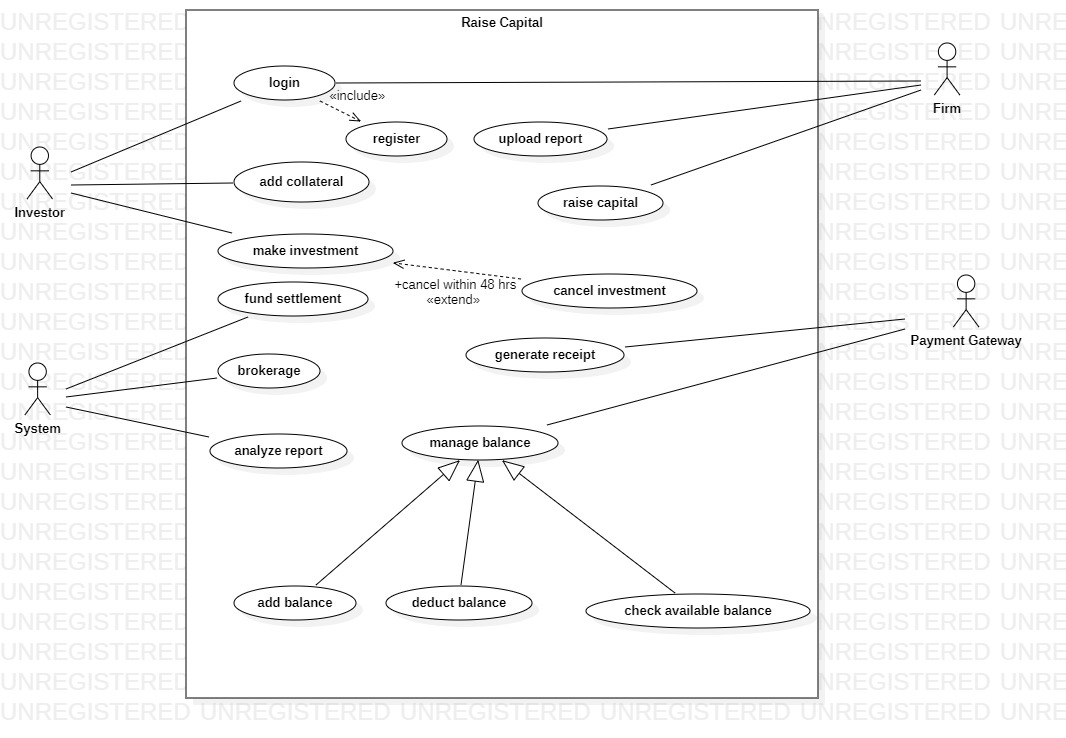 Raise Capital
login
«include»
register
upload report
Firm
add collateral
raise capital
Investor
make investment
+cancel within 48 hrs
«extend»
cancel investment
fund settlement
Payment Gateway
generate receipt
brokerage
System
analyze report
manage balance
add balance
deduct balance
check available balance
UNREGISTERED UNREGISTERED UNREGISTERED UNREGISTERED UNREGISTERED UNRE